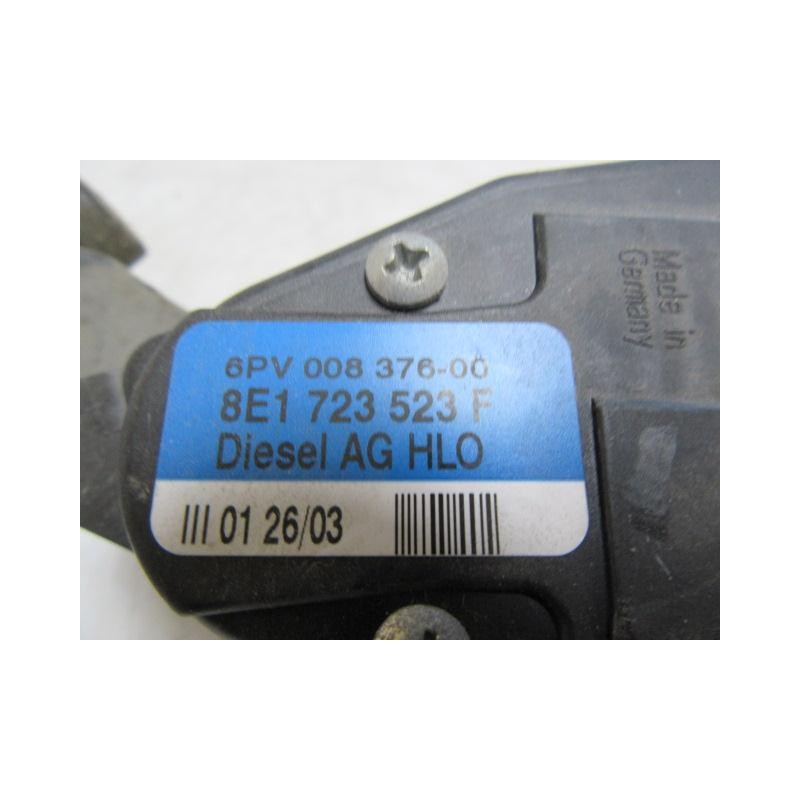 6PV 008 376-00
8E1 723 523 F
Diesel AG HLO
III 01 26/03
Made in
Germany